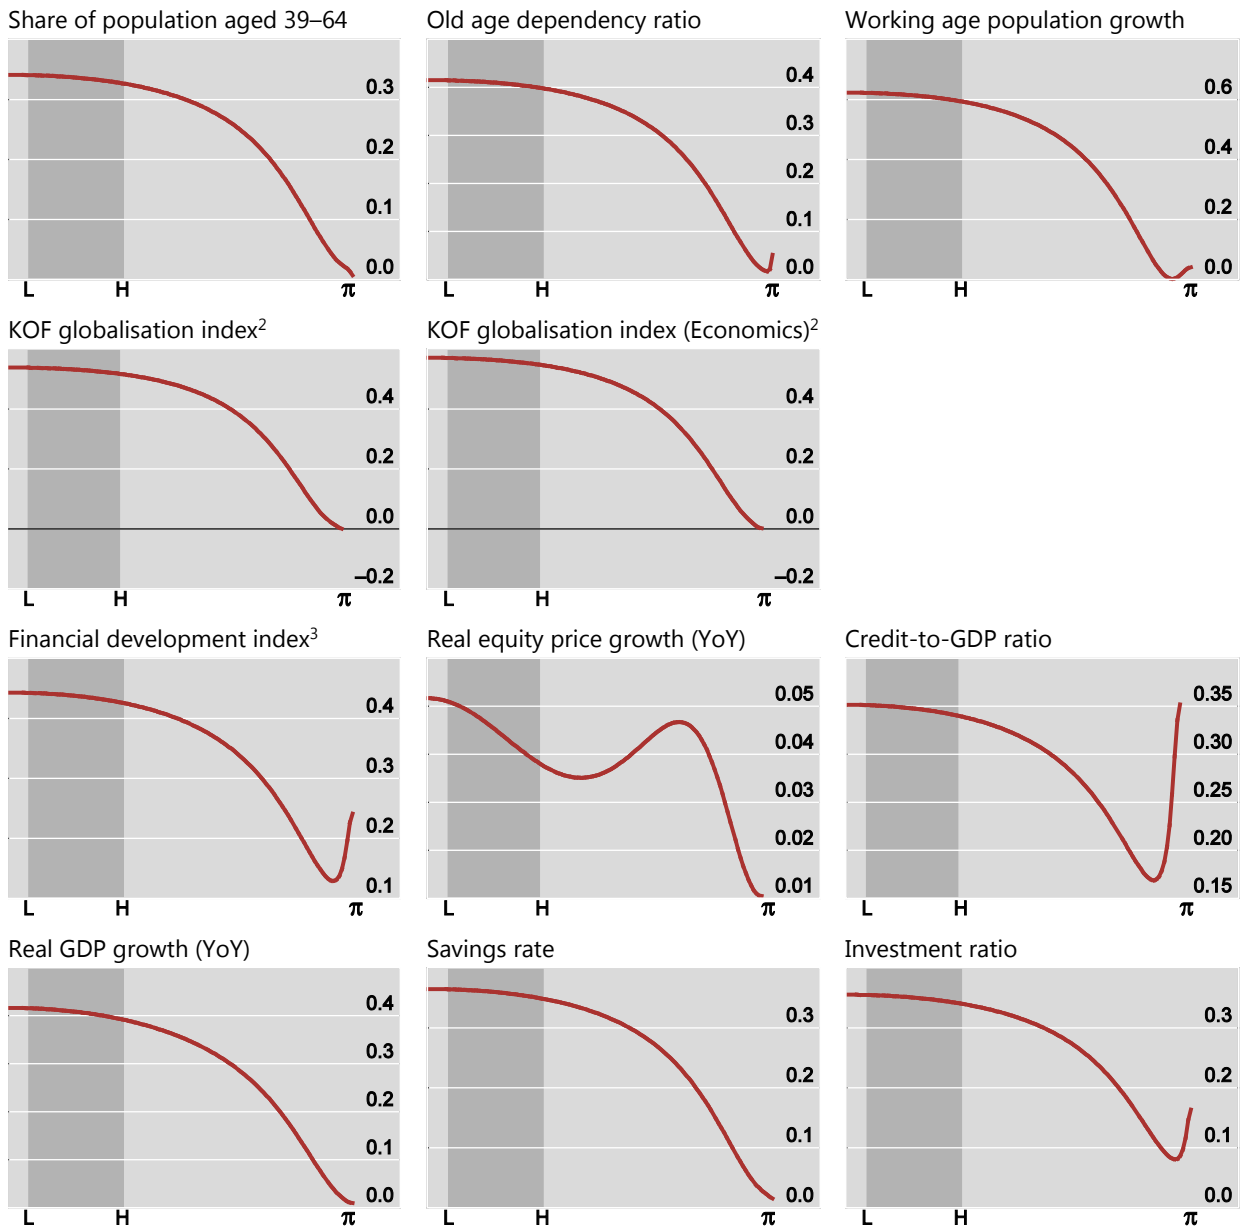 Share of population aged 39–64
Old age dependency ratio
Working age population growth
0.3
0.2
0.1
0.0
L H π
0.4
0.3
0.2
0.1
0.0
L H π
0.6
0.4
0.2
0.0
L H π
KOF globalisation index²
KOF globalisation index (Economics)²
0.4
0.2
0.0
–0.2
L H π
0.4
0.2
0.0
–0.2
L H π
Financial development index³
Real equity price growth (YoY)
Credit-to-GDP ratio
0.4
0.3
0.2
0.1
L H π
0.05
0.04
0.03
0.02
0.01
L H π
0.35
0.30
0.25
0.20
0.15
L H π
Real GDP growth (YoY)
Savings rate
Investment ratio
0.4
0.3
0.2
0.1
0.0
L H π
0.3
0.2
0.1
0.0
L H π
0.3
0.2
0.1
0.0
L H π